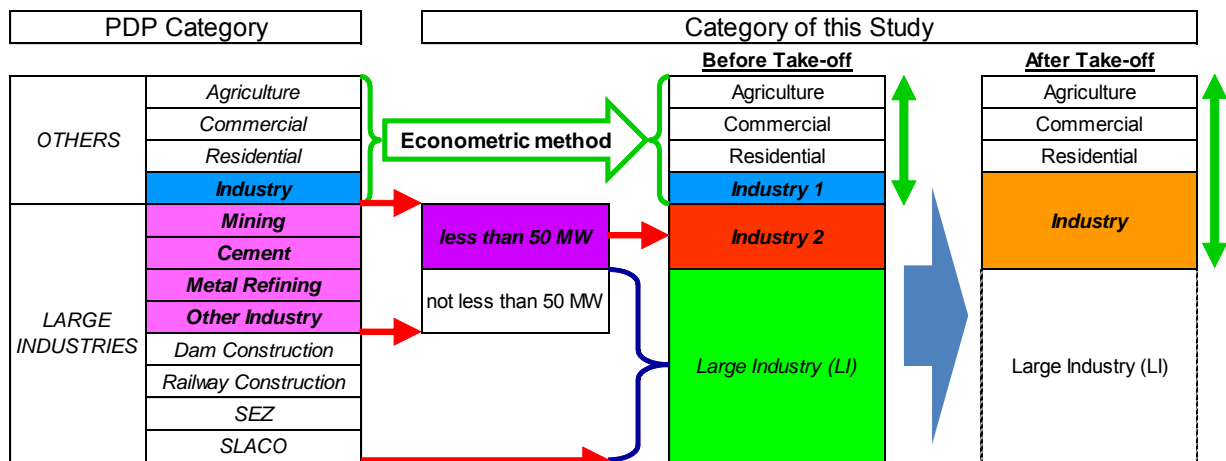 PDP Category
Category of this Study
Before Take-off
After Take-off
OTHERS
Agriculture
Commercial
Residential
Industry
LARGE
INDUSTRIES
Mining
Cement
Metal Refining
Other Industry
Dam Construction
Railway Construction
SEZ
SLACO
Econometric method
less than 50 MW
not less than 50 MW
Agriculture
Commercial
Residential
Industry 1
Industry 2
Large Industry (LI)
Agriculture
Commercial
Residential
Industry
Large Industry (LI)